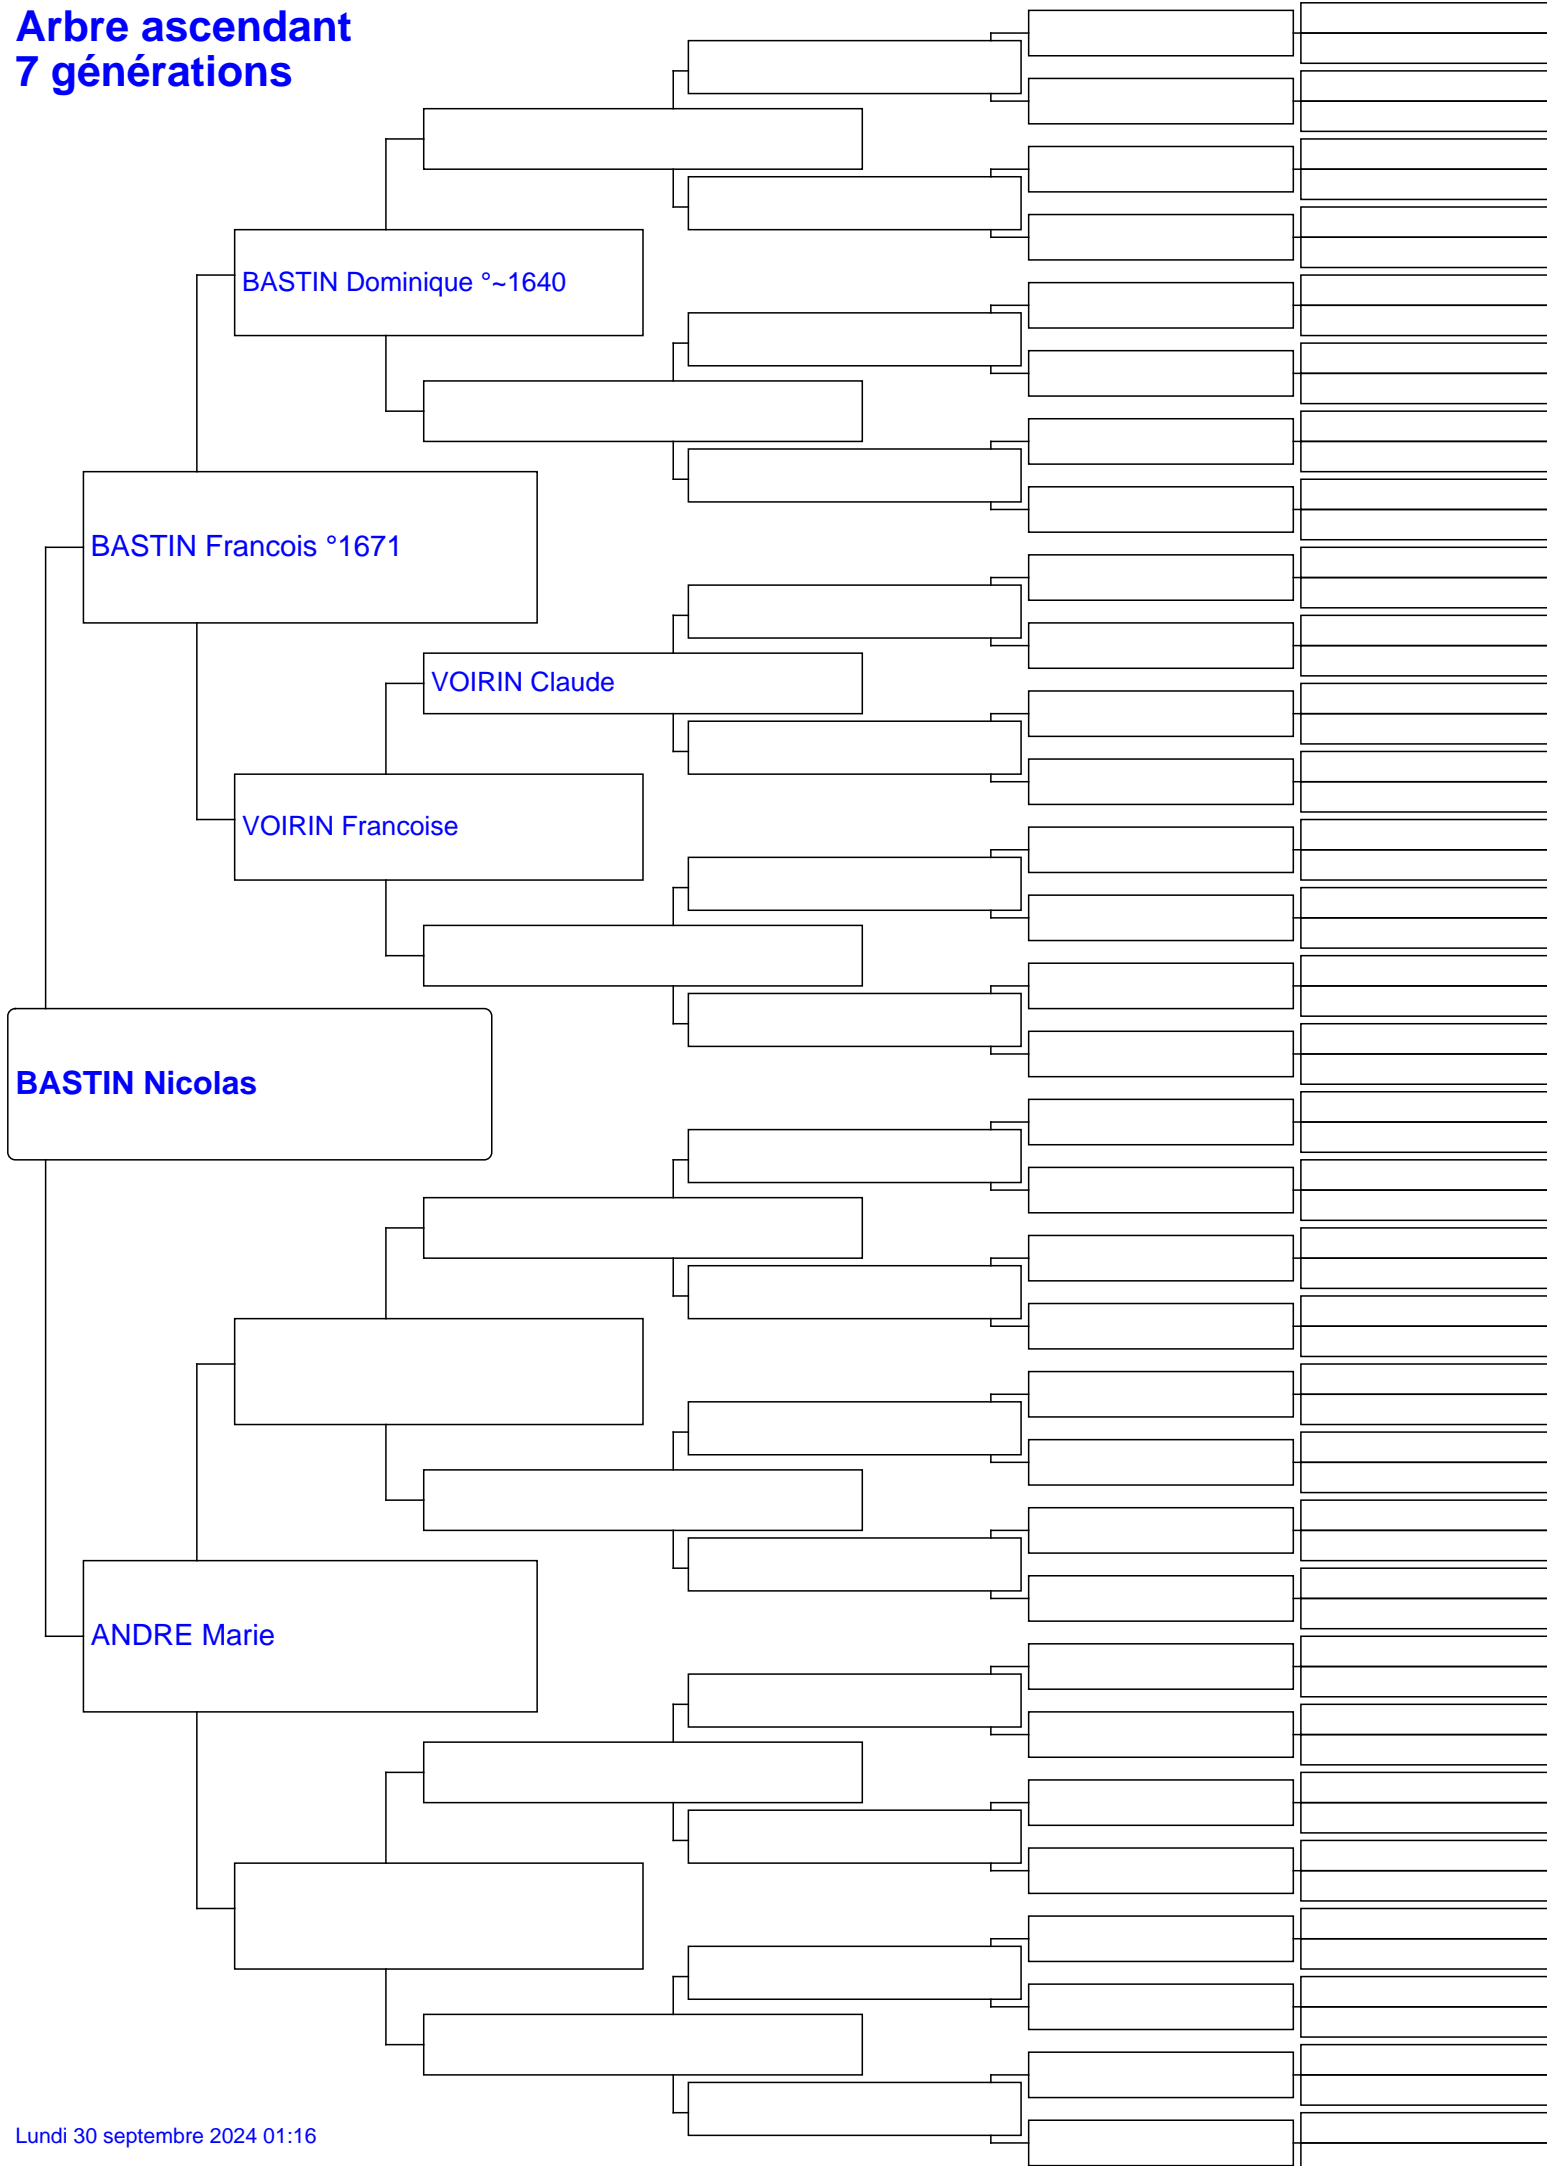 Arbre ascendant
7 générations
BASTIN Dominique °~1640
BASTIN Francois °1671
VOIRIN Claude
VOIRIN Francoise
BASTIN Nicolas
ANDRE Marie
Lundi 30 septembre 2024 01:16